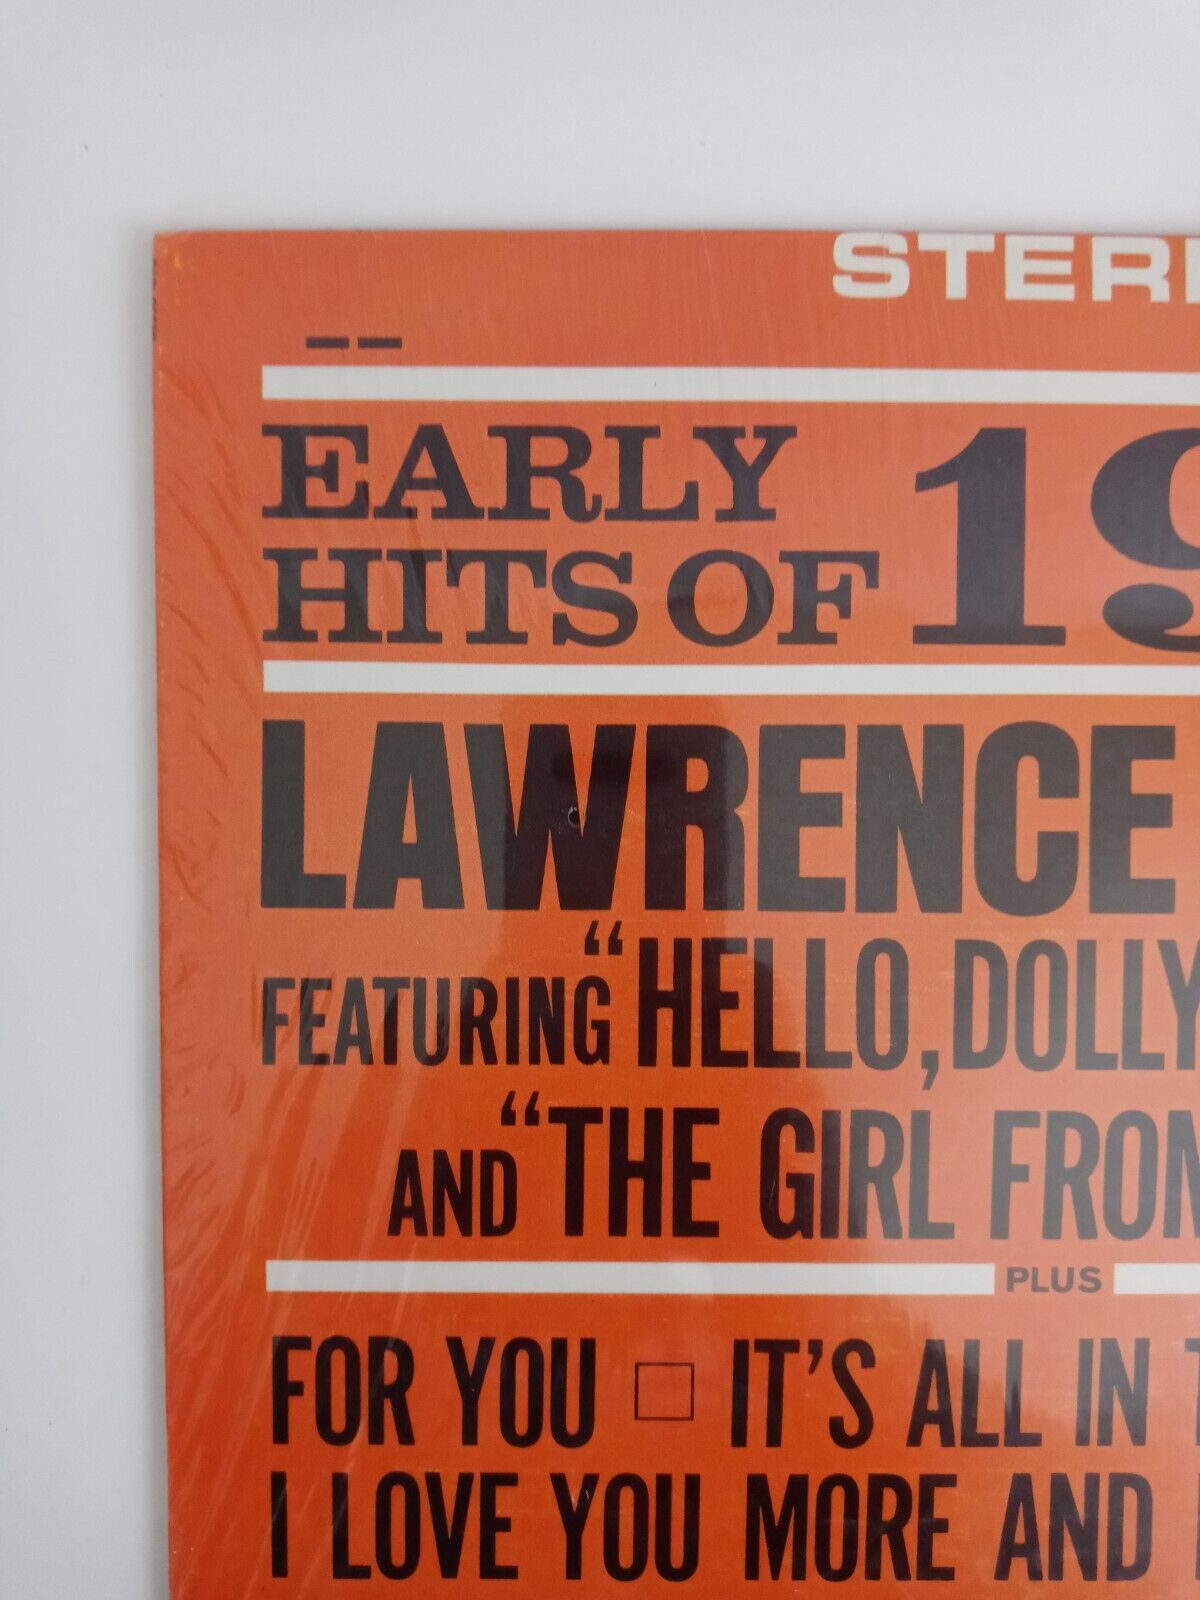 STERE
EARLY
HITS OF 19
LAWRENCE
FEATURING "HELLO, DOLLY
AND "THE GIRL FROM
PLUS
FOR YOU □ IT'S ALL IN T
I LOVE YOU MORE AND